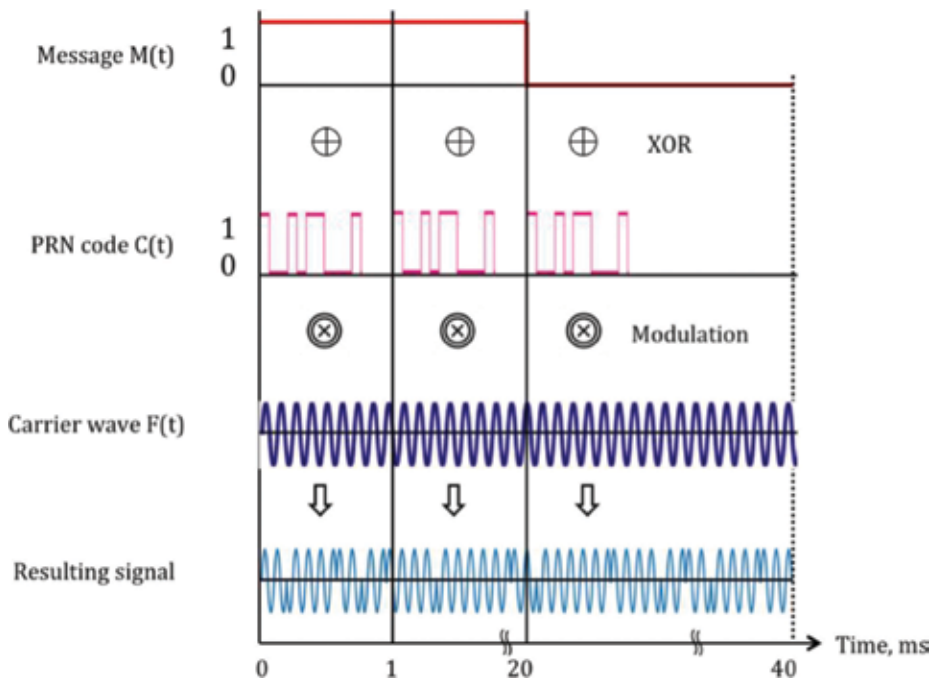 Message M(t)
1
0
XOR
PRN code C(t)
1
0
Modulation
Carrier wave F(t)
Resulting signal
0
1
20
40
Time, ms